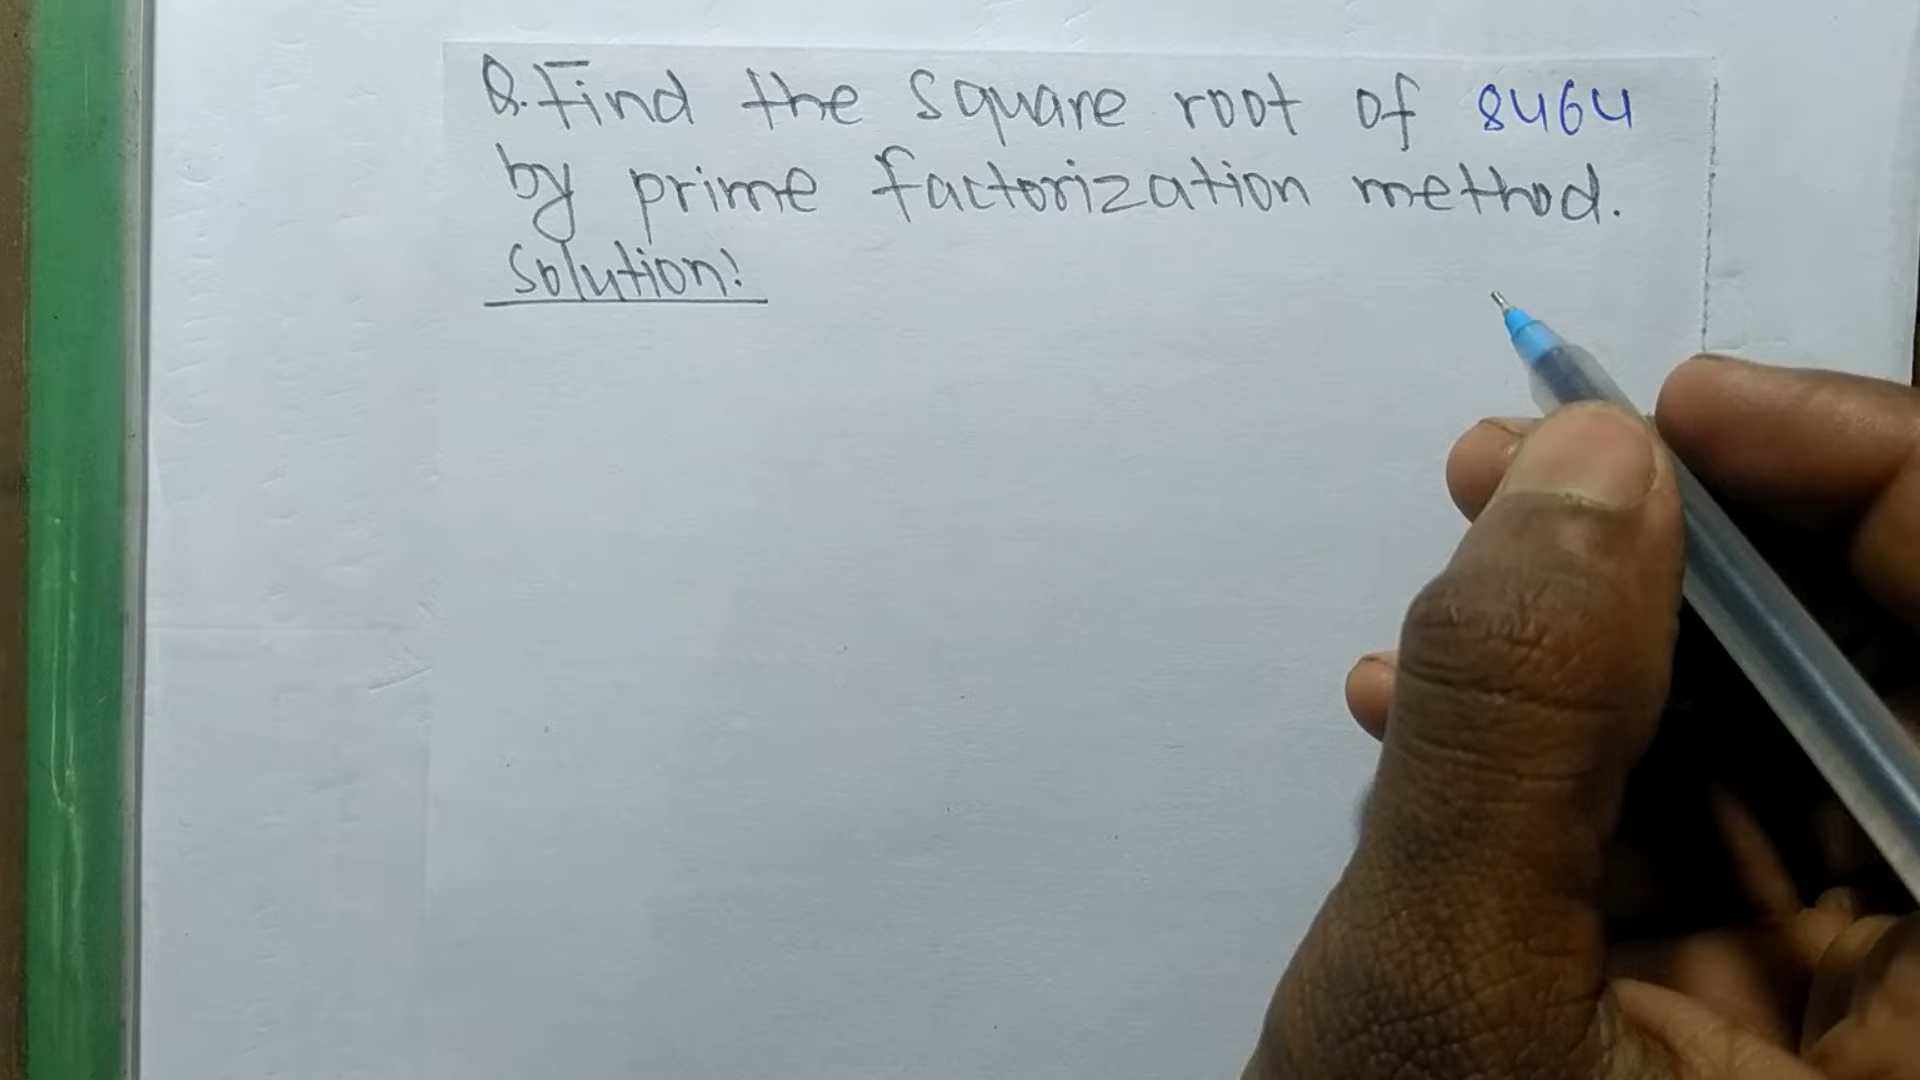 Q. Find the square root of 8464
by prime factorization method.
Solution: